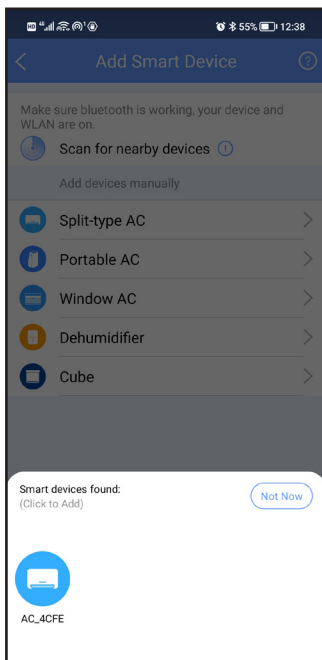 55% 12:38
Add Smart Device
Make sure bluetooth is working, your device and
WLAN are on.
Scan for nearby devices
Add devices manually
Split-type AC
Portable AC
Window AC
Dehumidifier
Cube
Smart devices found:
(Click to Add)
Not Now
AC_4CFE